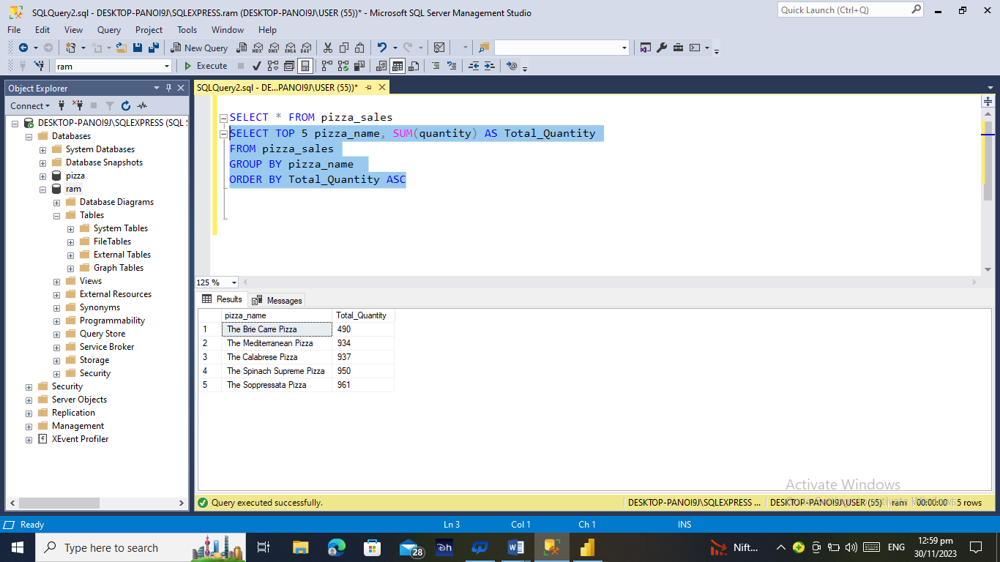 SQLQuery2.sql - DESKTOP-PANOI9J\SQLEXPRESS.ram (DESKTOP-PANOI9J\USER (55))* - Microsoft SQL Server Management Studio
Quick Launch (Ctrl+Q)
File Edit View Query Project Tools Window Help
New Query MDX DMX XMLA DAX
ram Execute
Object Explorer
SQLQuery2.sql - DE...PANOI9J\USER (55))*
Connect
DESKTOP-PANOI9J\SQLEXPRESS (SQL
Databases
System Databases
Database Snapshots
pizza
ram
Database Diagrams
Tables
System Tables
FileTables
External Tables
Graph Tables
Views
External Resources
Synonyms
Programmability
Query Store
Service Broker
Storage
Security
Security
Server Objects
Replication
Management
XEvent Profiler
SELECT * FROM pizza_sales
SELECT TOP 5 pizza_name, SUM(quantity) AS Total_Quantity
FROM pizza_sales
GROUP BY pizza_name
ORDER BY Total_Quantity ASC
125 %
Results Messages
pizza_name Total_Quantity
1 The Brie Carre Pizza 490
2 The Mediterranean Pizza 934
3 The Calabrese Pizza 937
4 The Spinach Supreme Pizza 950
5 The Soppressata Pizza 961
Activate Windows
Query executed successfully. DESKTOP-PANOI9J\SQLEXPRESS ... DESKTOP-PANOI9J\USER (55) ram 00:00:00 5 rows
Ready Ln 3 Col 1 Ch 1 INS
Type here to search 28 Nift... ENG 12:59 pm
30/11/2023